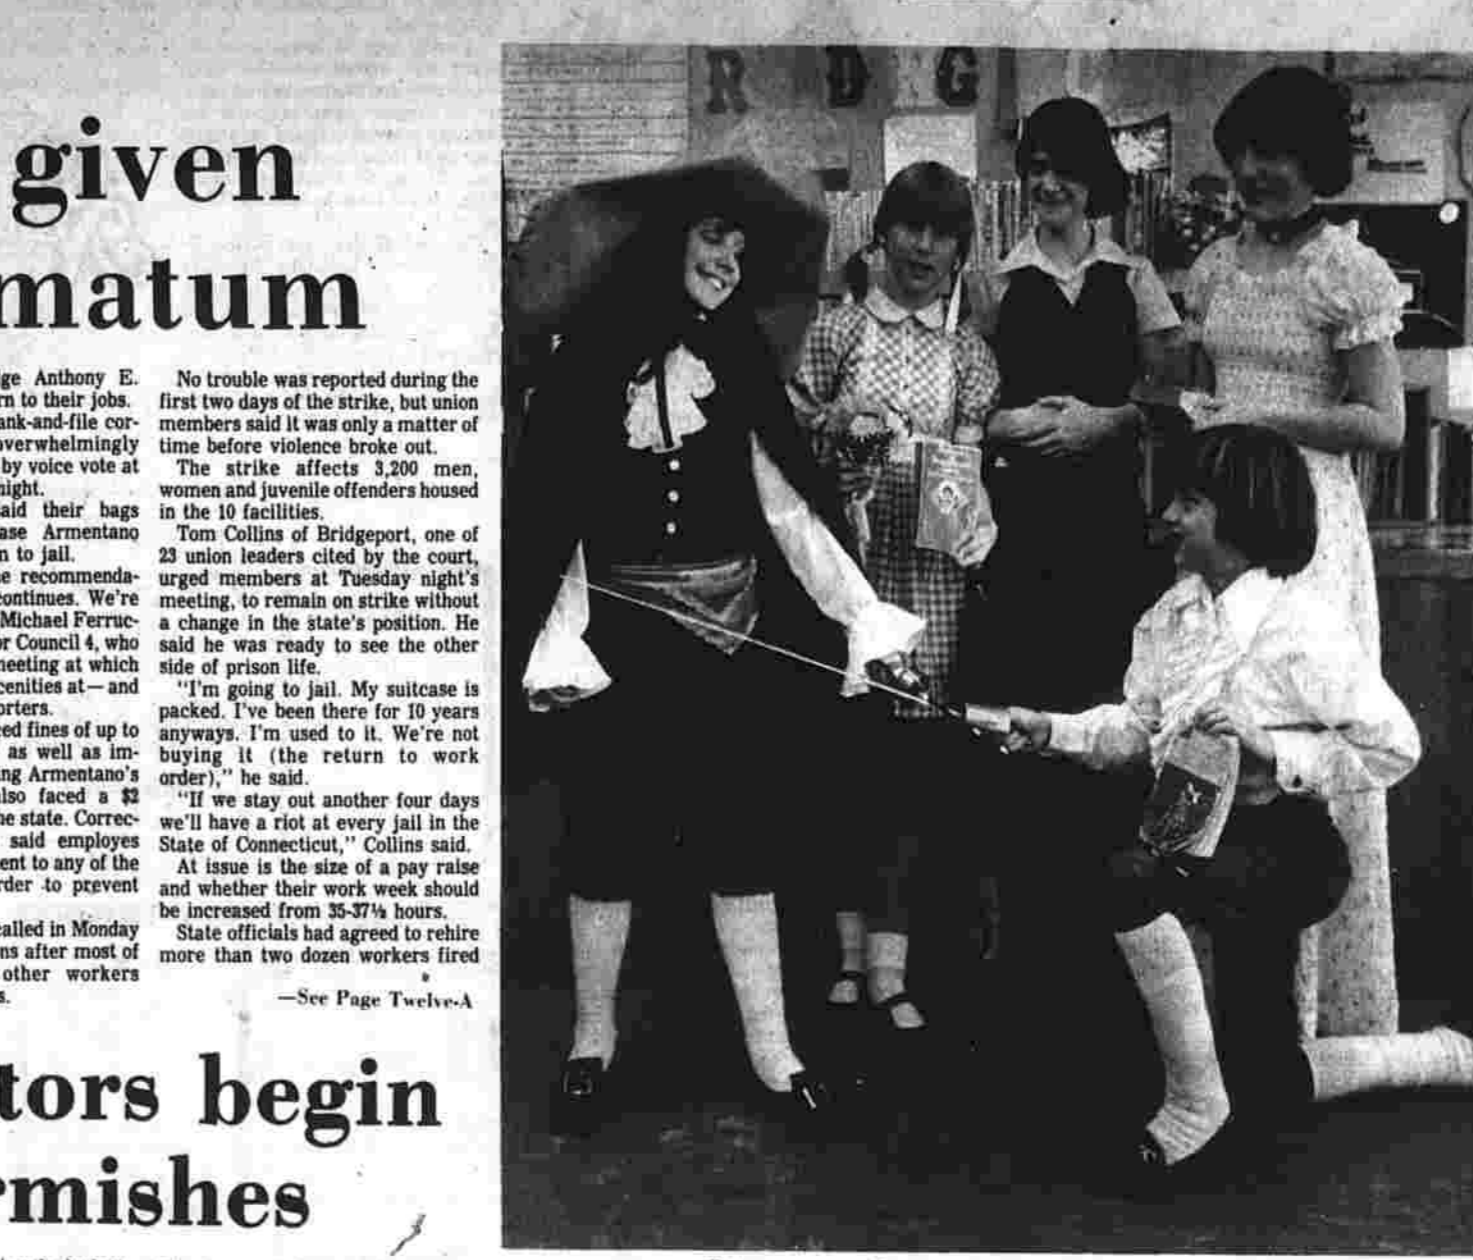 given
matum
ge Anthony E.
rn to their jobs.
ank-and-file cor-
overwhelmingly
by voice vote at
night.
aid their bags
ase Armentano
n to jail.
e recommenda-
continues. We're
Michael Ferruc-
or Council 4, who
neeting at which
cenities at — and
orters.
ced fines of up to
as well as im-
ng Armentano's
also faced a $2
he state. Correc-
said employes
ent to any of the
rder to prevent
called in Monday
ns after most of
other workers
s.
No trouble was reported during the
first two days of the strike, but union
members said it was only a matter of
time before violence broke out.
The strike affects 3,200 men,
women and juvenile offenders housed
in the 10 facilities.
Tom Collins of Bridgeport, one of
23 union leaders cited by the court,
urged members at Tuesday night's
meeting, to remain on strike without
a change in the state's position. He
said he was ready to see the other
side of prison life.
"I'm going to jail. My suitcase is
packed. I've been there for 10 years
anyways. I'm used to it. We're not
buying it (the return to work
order)," he said.
"If we stay out another four days
we'll have a riot at every jail in the
State of Connecticut," Collins said.
At issue is the size of a pay raise
and whether their work week should
be increased from 35-37½ hours.
State officials had agreed to rehire
more than two dozen workers fired
—See Page Twelve-A
tors begin
rmishes
R D G